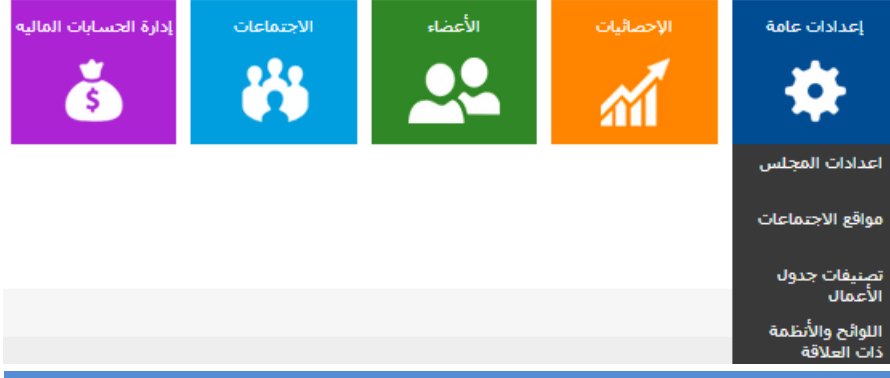 إعدادات عامة
الإحصائيات
الأعضاء
الاجتماعات
إدارة الحسابات الماليه
$
اعدادات المجلس
مواقع الاجتماعات
تصنيفات جدول
الأعمال
اللوائح والأنظمة
ذات العلاقة